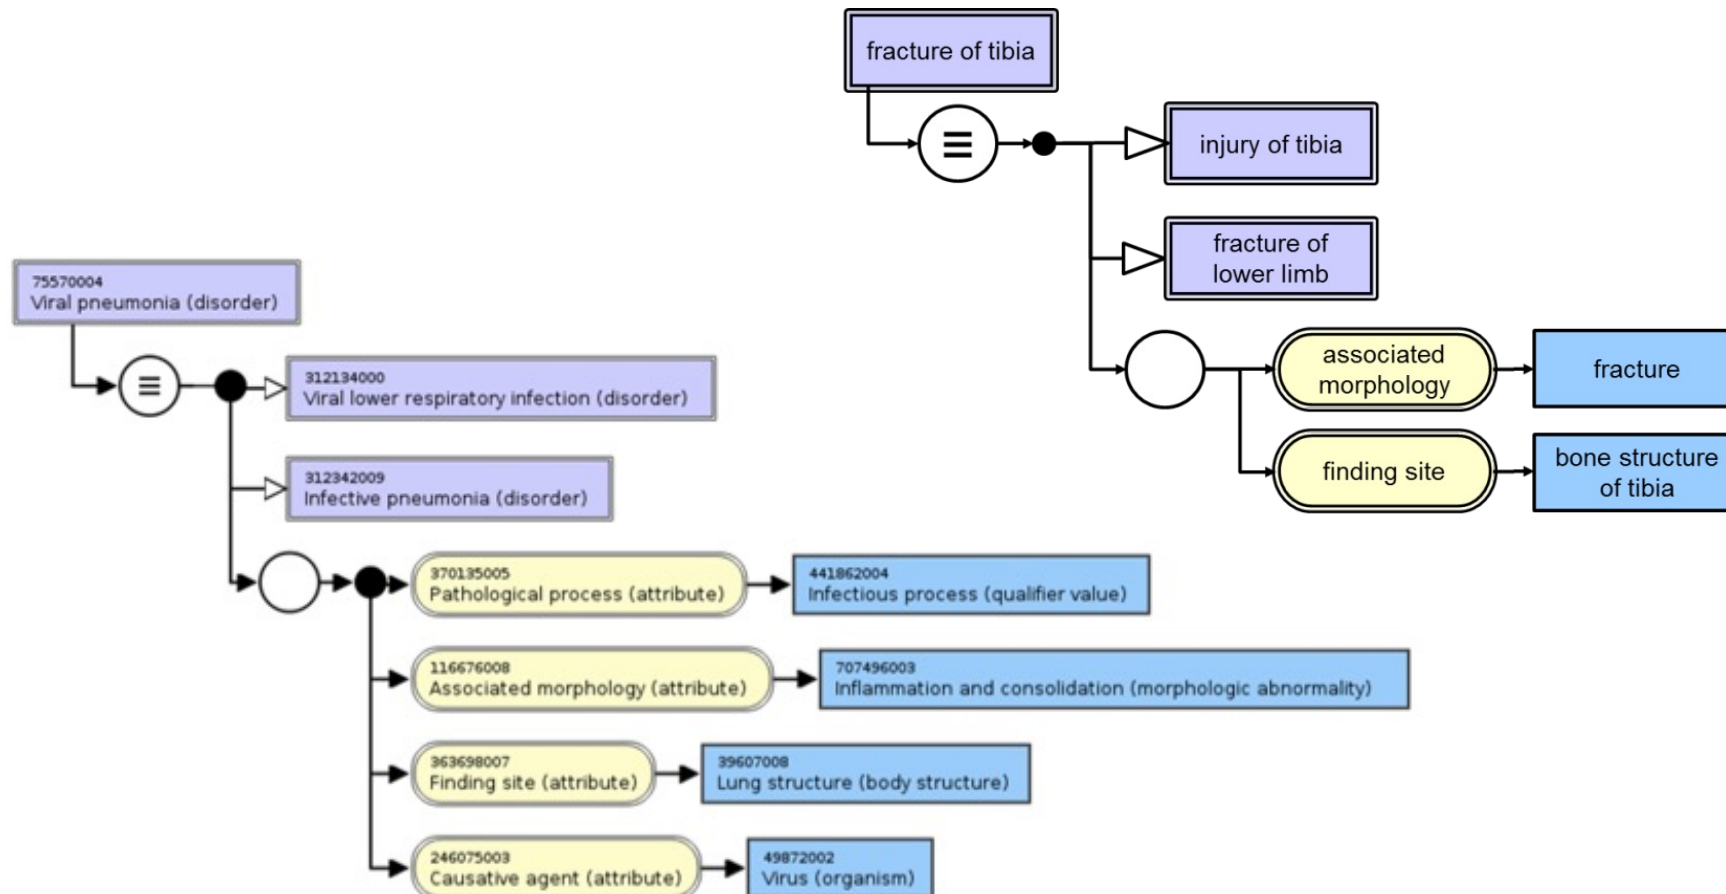 fracture of tibia
injury of tibia
fracture of
lower limb
associated
morphology
fracture
finding site
bone structure
of tibia
75570004
Viral pneumonia (disorder)
312134000
Viral lower respiratory infection (disorder)
312342009
Infective pneumonia (disorder)
370135005
Pathological process (attribute)
441862004
Infectious process (qualifier value)
116676008
Associated morphology (attribute)
707496003
Inflammation and consolidation (morphologic abnormality)
363698007
Finding site (attribute)
39607008
Lung structure (body structure)
246075003
Causative agent (attribute)
49872002
Virus (organism)